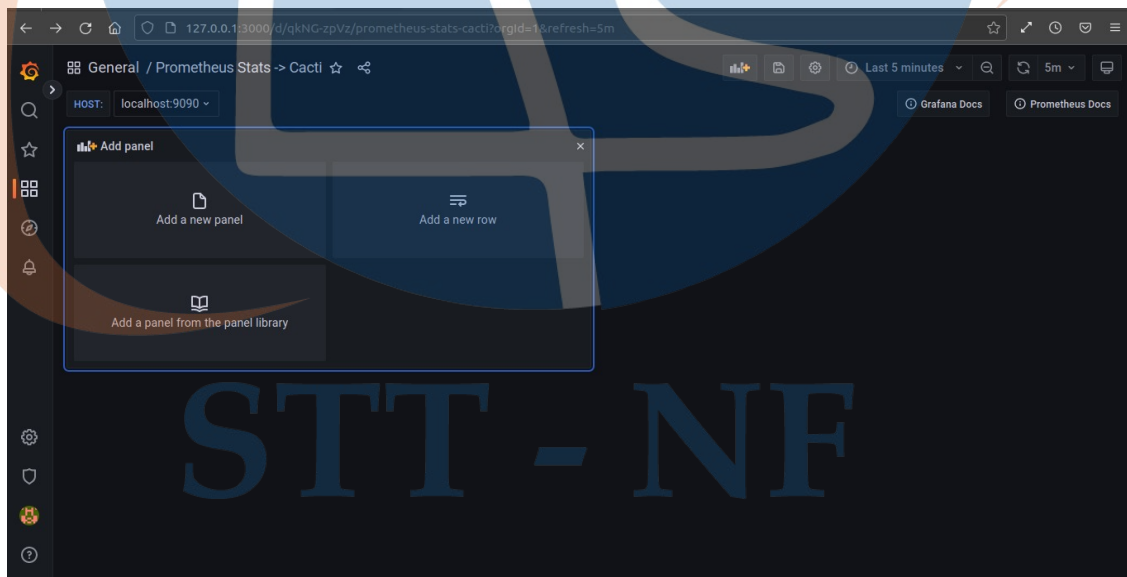 127.0.0.1:3000/d/qkNG-zpVz/prometheus-stats-cacti?orgId=1&refresh=5m
General / Prometheus Stats -> Cacti
Last 5 minutes
5m
HOST: localhost:9090
Grafana Docs
Prometheus Docs
Add panel
Add a new panel
Add a new row
Add a panel from the panel library
STT - NF